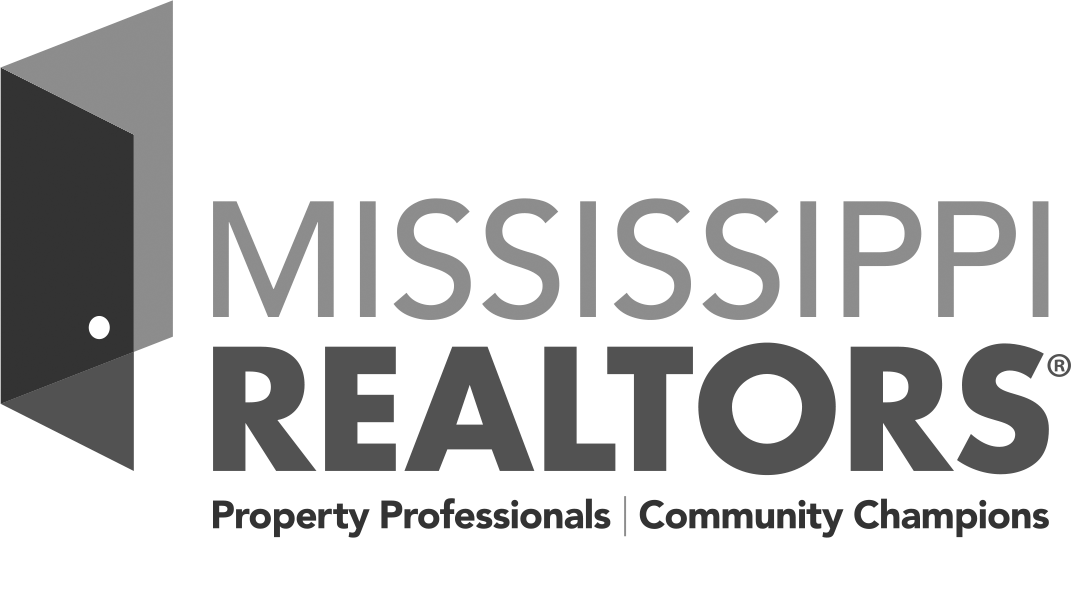 MISSISSIPPI
REALTORS®
Property Professionals | Community Champions